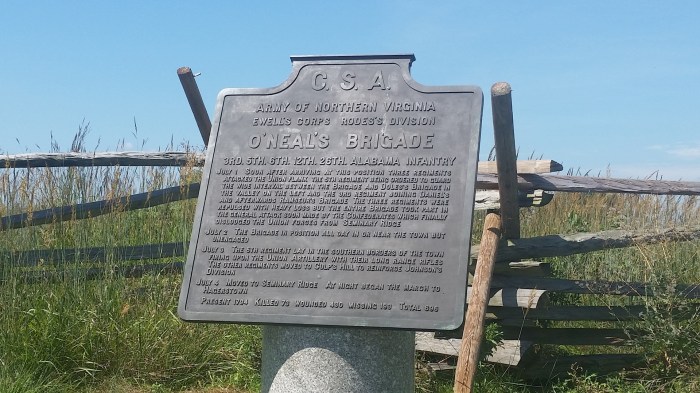 C. S. A.
ARMY OF NORTHERN VIRGINIA
EWELL'S CORPS RODES'S DIVISION
O'NEAL'S BRIGADE
3RD. 5TH. 6TH. 12TH. 26TH. ALABAMA INFANTRY
JULY 1 SOON AFTER ARRIVING AT THIS POSITION THREE REGIMENTS
ATTACKED THE UNION FLANK THE 5TH REGIMENT BEING ORDERED TO GUARD
THE WIDE INTERVAL BETWEEN THE BRIGADE AND DOLES'S BRIGADE IN
THE VALLEY ON THE LEFT AND THE 3RD REGIMENT JOINING DANIEL'S
AND AFTERWARDS RAMSEUR'S BRIGADE THE THREE REGIMENTS WERE
REPULSED WITH HEAVY LOSS BUT THE ENTIRE BRIGADE TOOK PART IN
THE GENERAL ATTACK SOON MADE BY THE CONFEDERATES WHICH FINALLY
DISLODGED THE UNION FORCES FROM SEMINARY RIDGE
JULY 2 THE BRIGADE IN POSITION ALL DAY IN OR NEAR THE TOWN BUT
UNENGAGED
JULY 3 THE 5TH REGIMENT LAY IN THE SOUTHERN BORDERS OF THE TOWN
FIRING UPON THE UNION ARTILLERY WITH THEIR LONG RANGE RIFLES
THE OTHER REGIMENTS MOVED TO CULP'S HILL TO REINFORCE JOHNSON'S
DIVISION
JULY 4 MOVED TO SEMINARY RIDGE AT NIGHT BEGAN THE MARCH TO
HAGERSTOWN
PRESENT 1794 KILLED 73 WOUNDED 430 MISSING 193 TOTAL 696